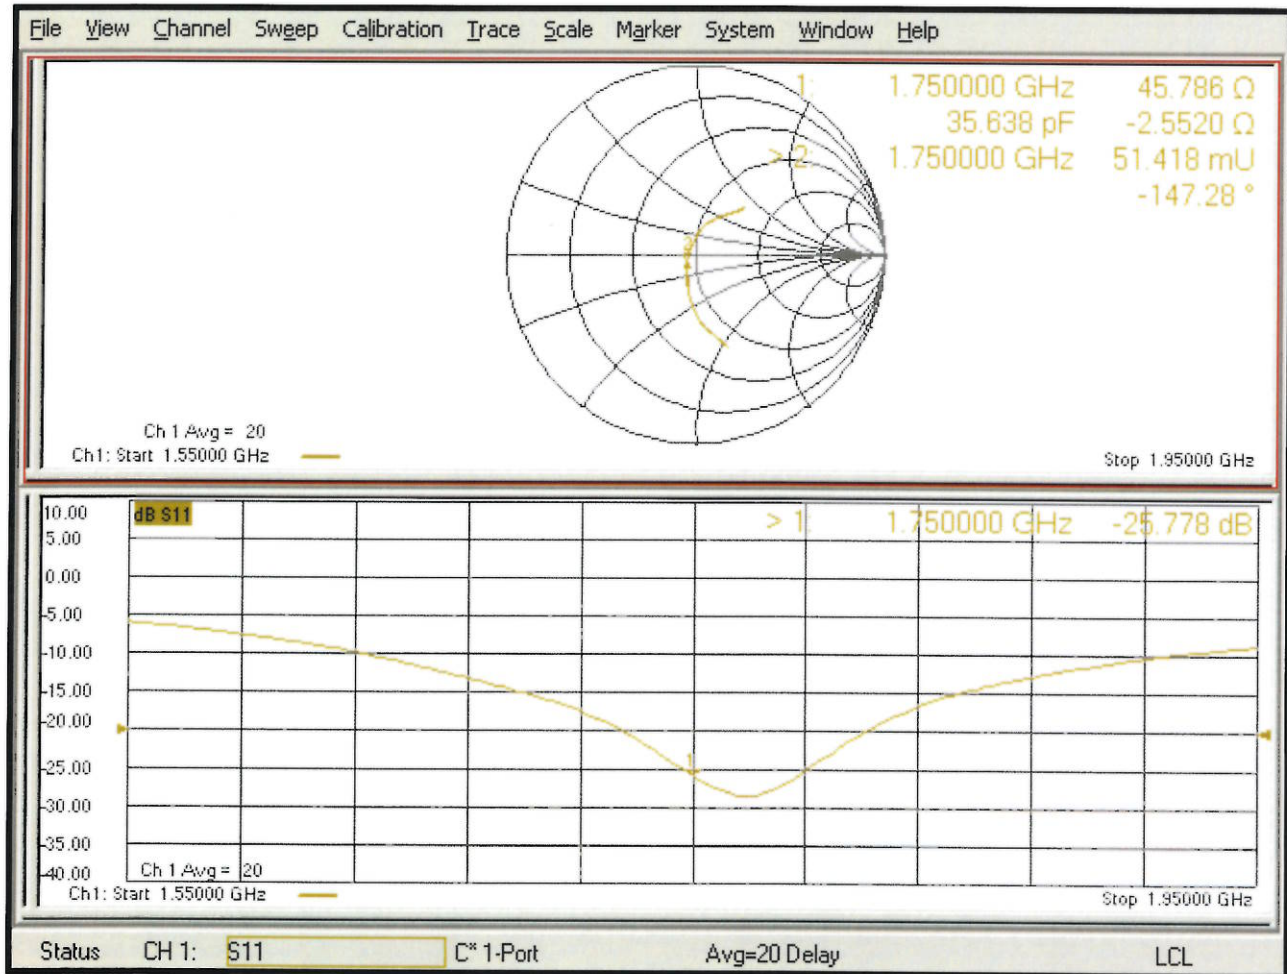 File View Channel Sweep Calibration Trace Scale Marker System Window Help
1: 1.750000 GHz 45.786 Ω
35.638 pF -2.5520 Ω
> 2: 1.750000 GHz 51.418 mU
-147.28 °
2
Ch 1 Avg = 20
Ch1: Start 1.55000 GHz
Stop 1.95000 GHz
dB S11
> 1: 1.750000 GHz -25.778 dB
10.00
5.00
0.00
-5.00
-10.00
-15.00
-20.00
-25.00
-30.00
-35.00
-40.00
1
Ch 1 Avg = 20
Ch1: Start 1.55000 GHz
Stop 1.95000 GHz
Status CH 1: S11 C* 1-Port Avg=20 Delay LCL